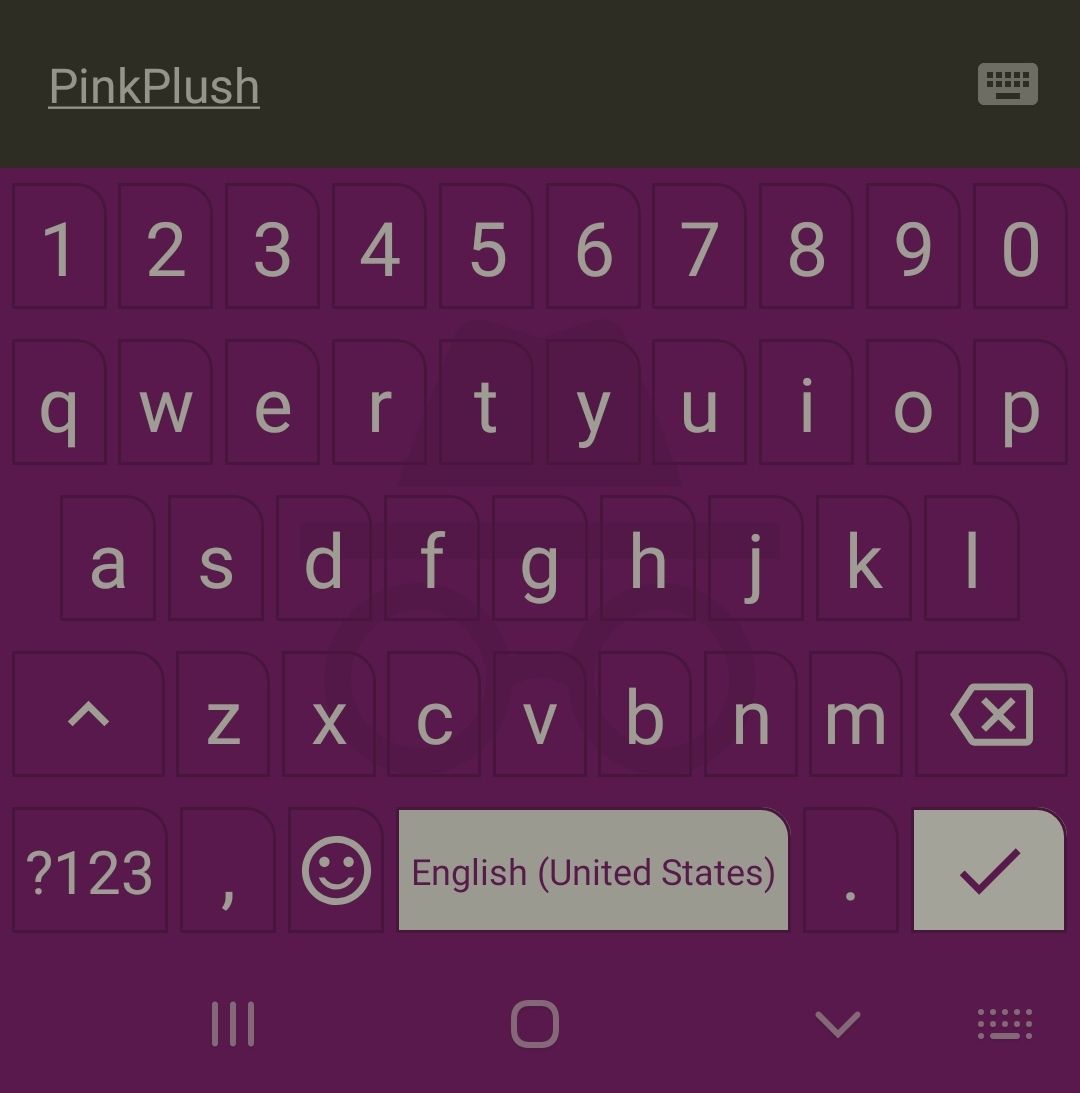 PinkPlush
1 2 3 4 5 6 7 8 9 0
q w e r t y u i o p
a s d f g h j k l
z x c v b n m
?123 , English (United States) .